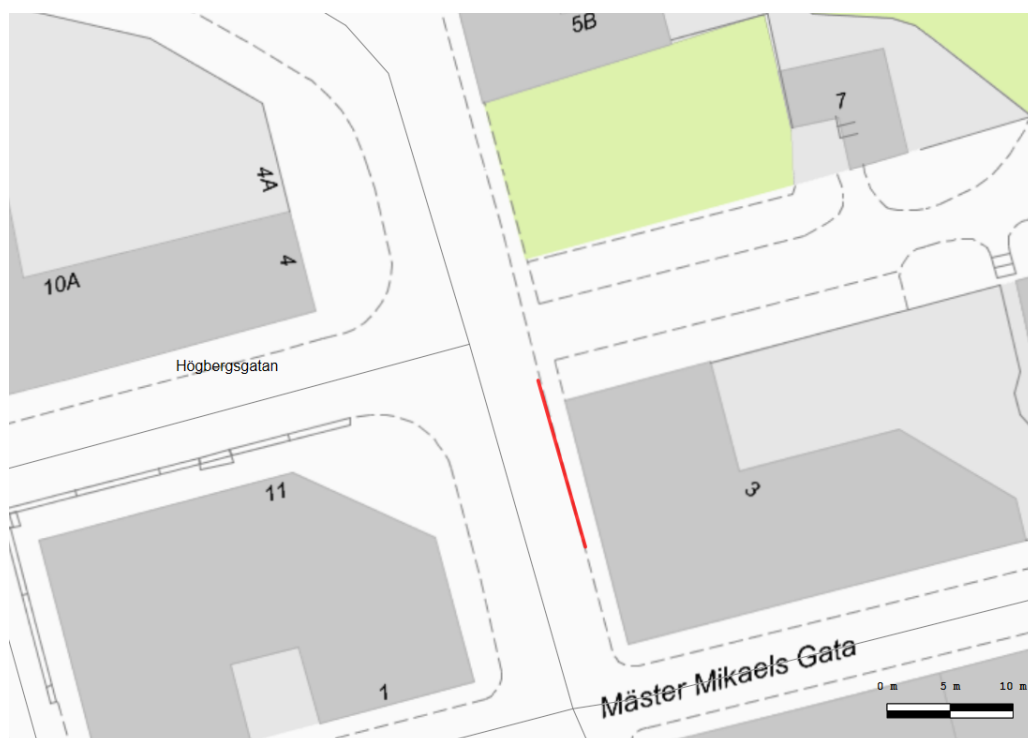 5B
7
4A
4
10A
Högbergsgatan
11
3
1
Mäster Mikaels Gata
0 m 5 m 10 m